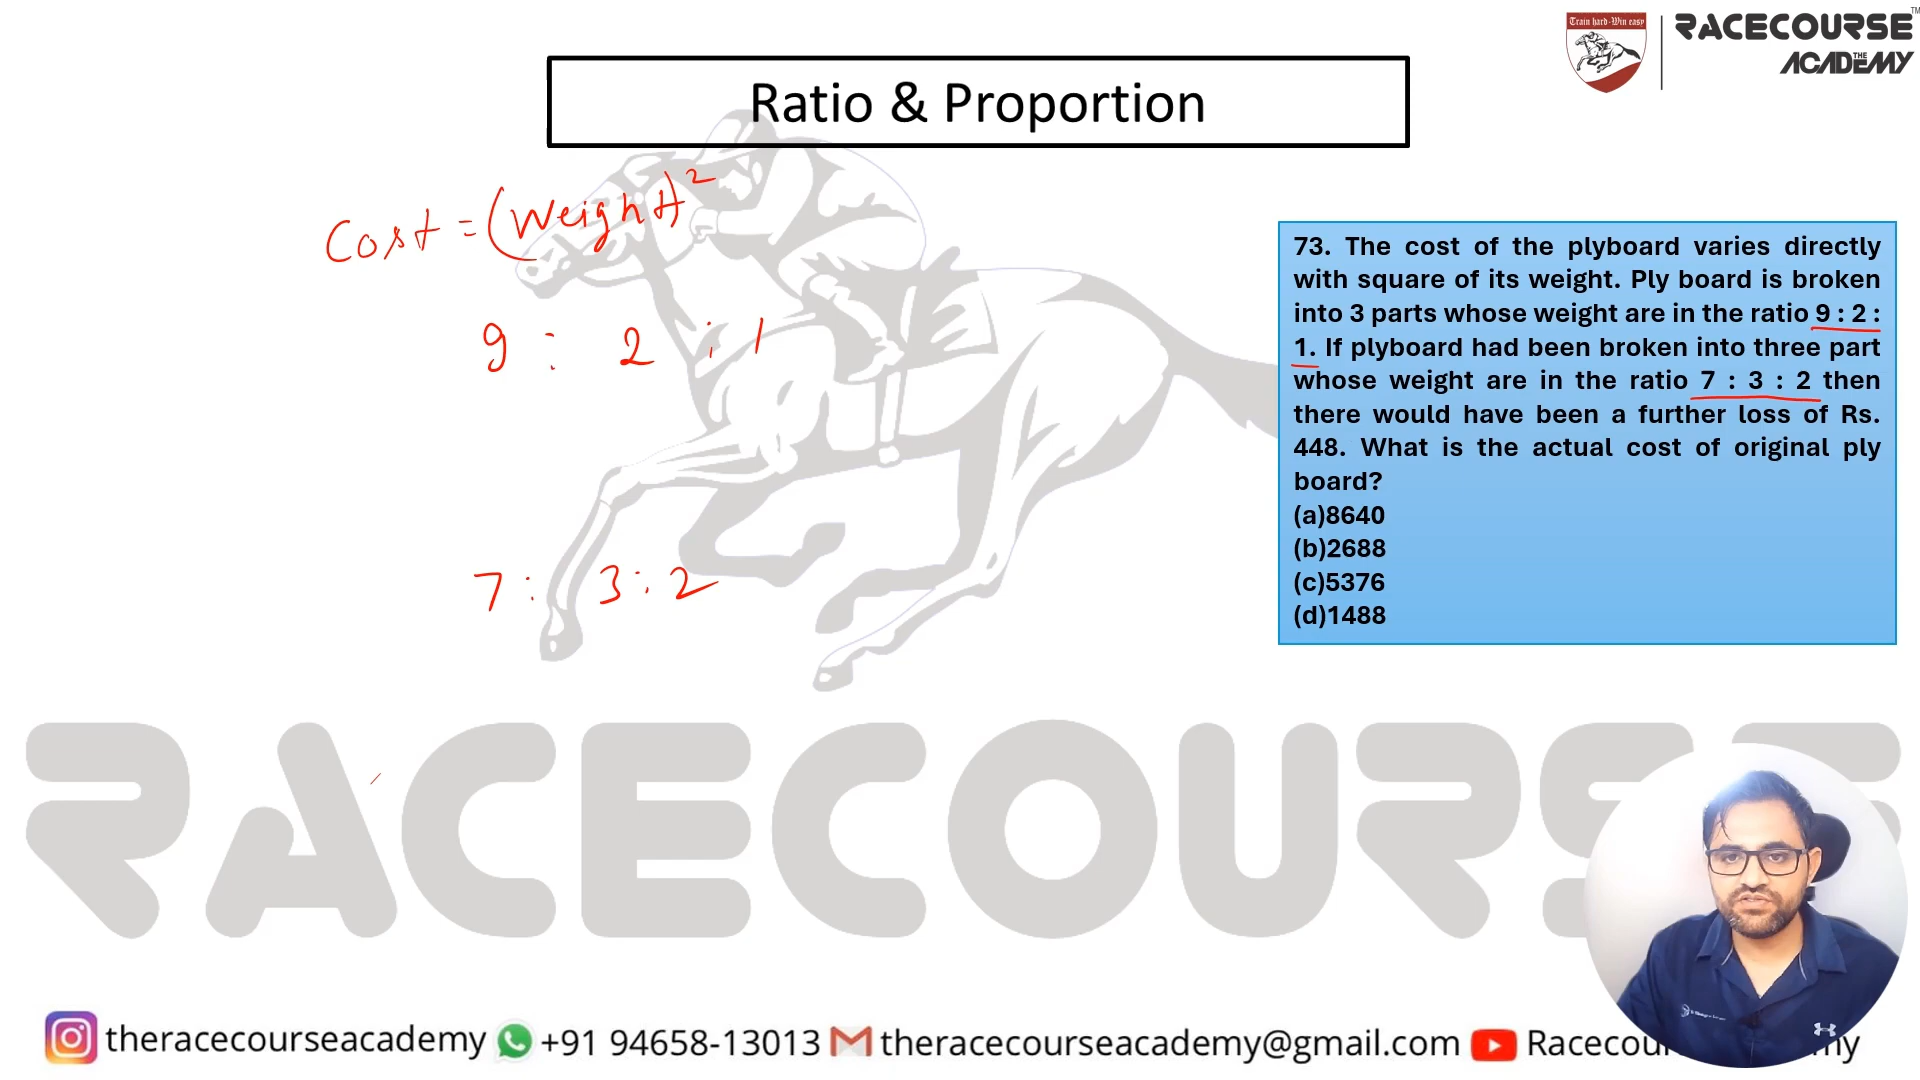 Train hard-Win easy
RACECOURSE TM
THE ACADEMY
Ratio & Proportion
Cost = (Weight)²
9 : 2 : 1
7 : 3 : 2
73. The cost of the plyboard varies directly
with square of its weight. Ply board is broken
into 3 parts whose weight are in the ratio 9 : 2 :
1. If plyboard had been broken into three part
whose weight are in the ratio 7 : 3 : 2 then
there would have been a further loss of Rs.
448. What is the actual cost of original ply
board?
(a)8640
(b)2688
(c)5376
(d)1488
RACECOURSE
theracecourseacademy +91 94658-13013 theracecourseacademy@gmail.com